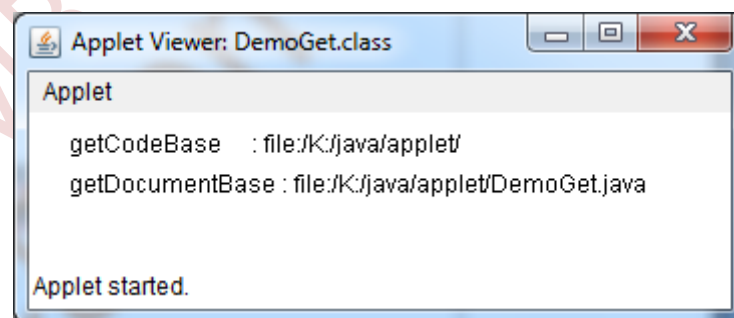 Applet Viewer: DemoGet.class
Applet
getCodeBase : file:/K:/java/applet/
getDocumentBase : file:/K:/java/applet/DemoGet.java
Applet started.